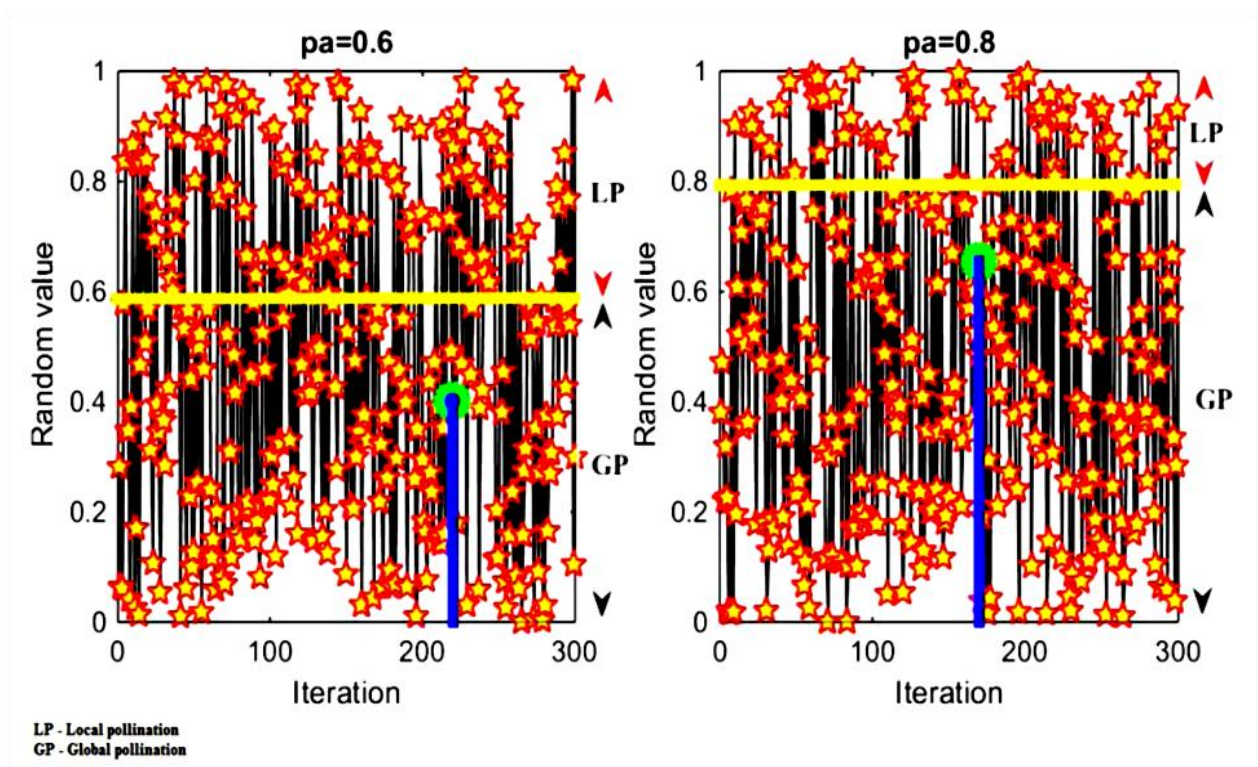 pa=0.6
1
0.8
0.6
0.4
0.2
0
0 100 200 300
Random value
Iteration
LP
GP
pa=0.8
1
0.8
0.6
0.4
0.2
0
0 100 200 300
Random value
Iteration
LP
GP
LP - Local pollination
GP - Global pollination